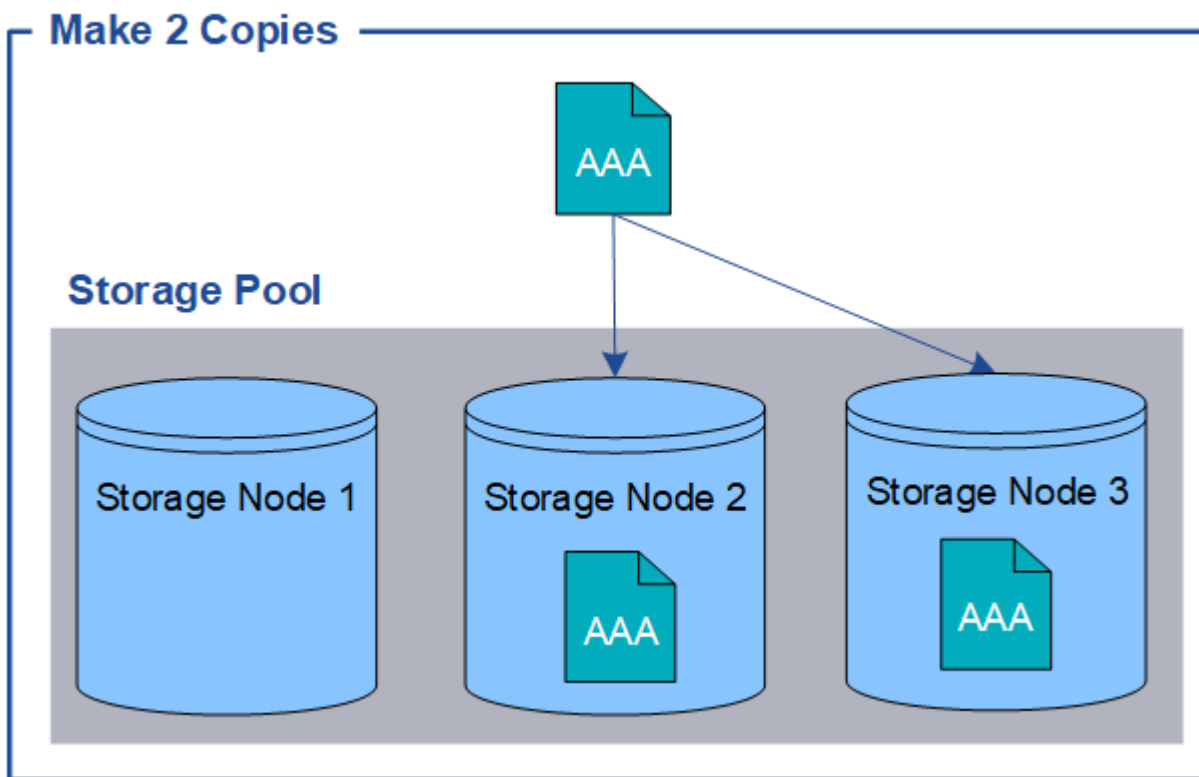 Make 2 Copies
AAA
Storage Pool
Storage Node 1
Storage Node 2
Storage Node 3
AAA
AAA